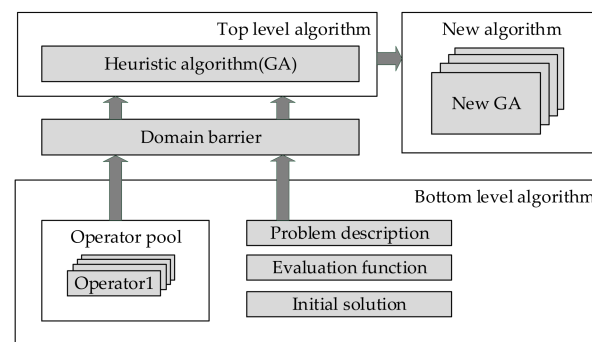 Top level algorithm
Heuristic algorithm(GA)
New algorithm
New GA
Domain barrier
Bottom level algorithm
Operator pool
Operator1
Problem description
Evaluation function
Initial solution